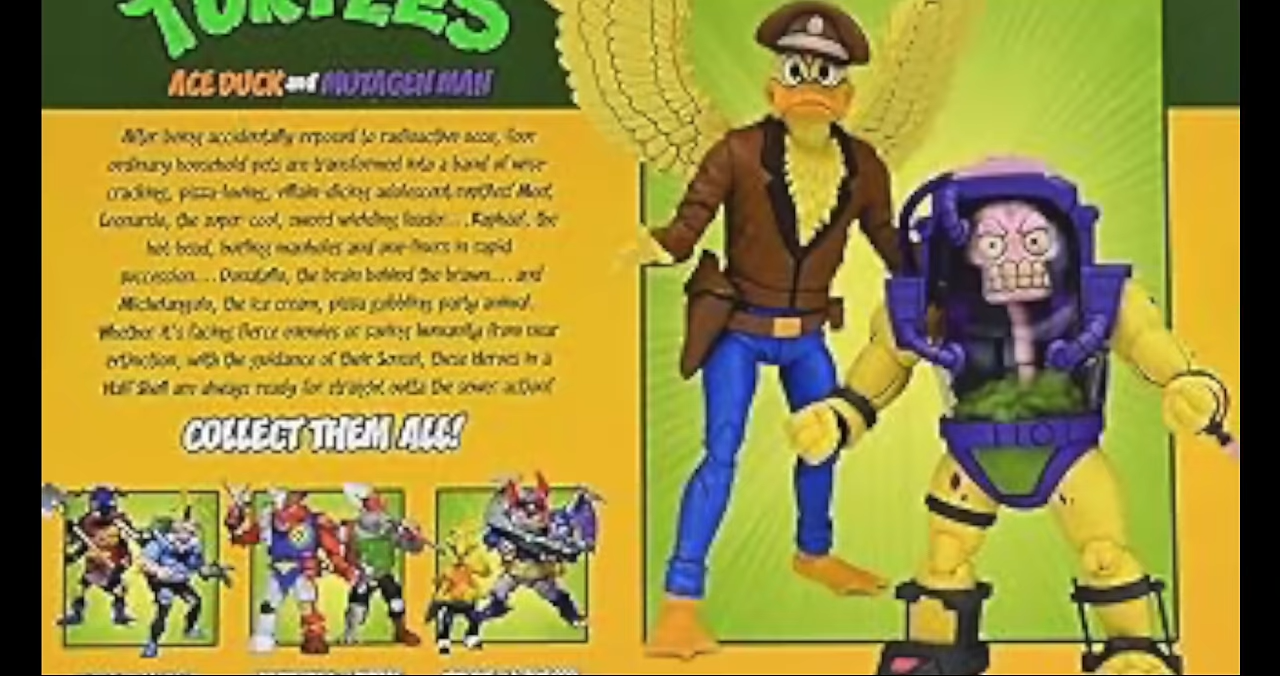 TURTLES
ACE DUCK and MUTAGEN MAN
After being accidentally exposed to radioactive ooze, four
ordinary household pets are transformed into a band of wise
cracking, pizza-loving, villain-slicing adolescent, mutants! Meet,
Leonardo, the super cool, sword wielding leader... Raphael, the
hot head, hurling manholes and one-liners in rapid
succession... Donatello, the brain behind the brawn... and
Michelangelo, the ice cream, pizza gobbling party animal.
Whether it's facing fierce enemies or saving humanity from near
extinction, with the guidance of their Sensei, these Heroes in a
Half Shell are always ready for straight outta the sewer action!
COLLECT THEM ALL!